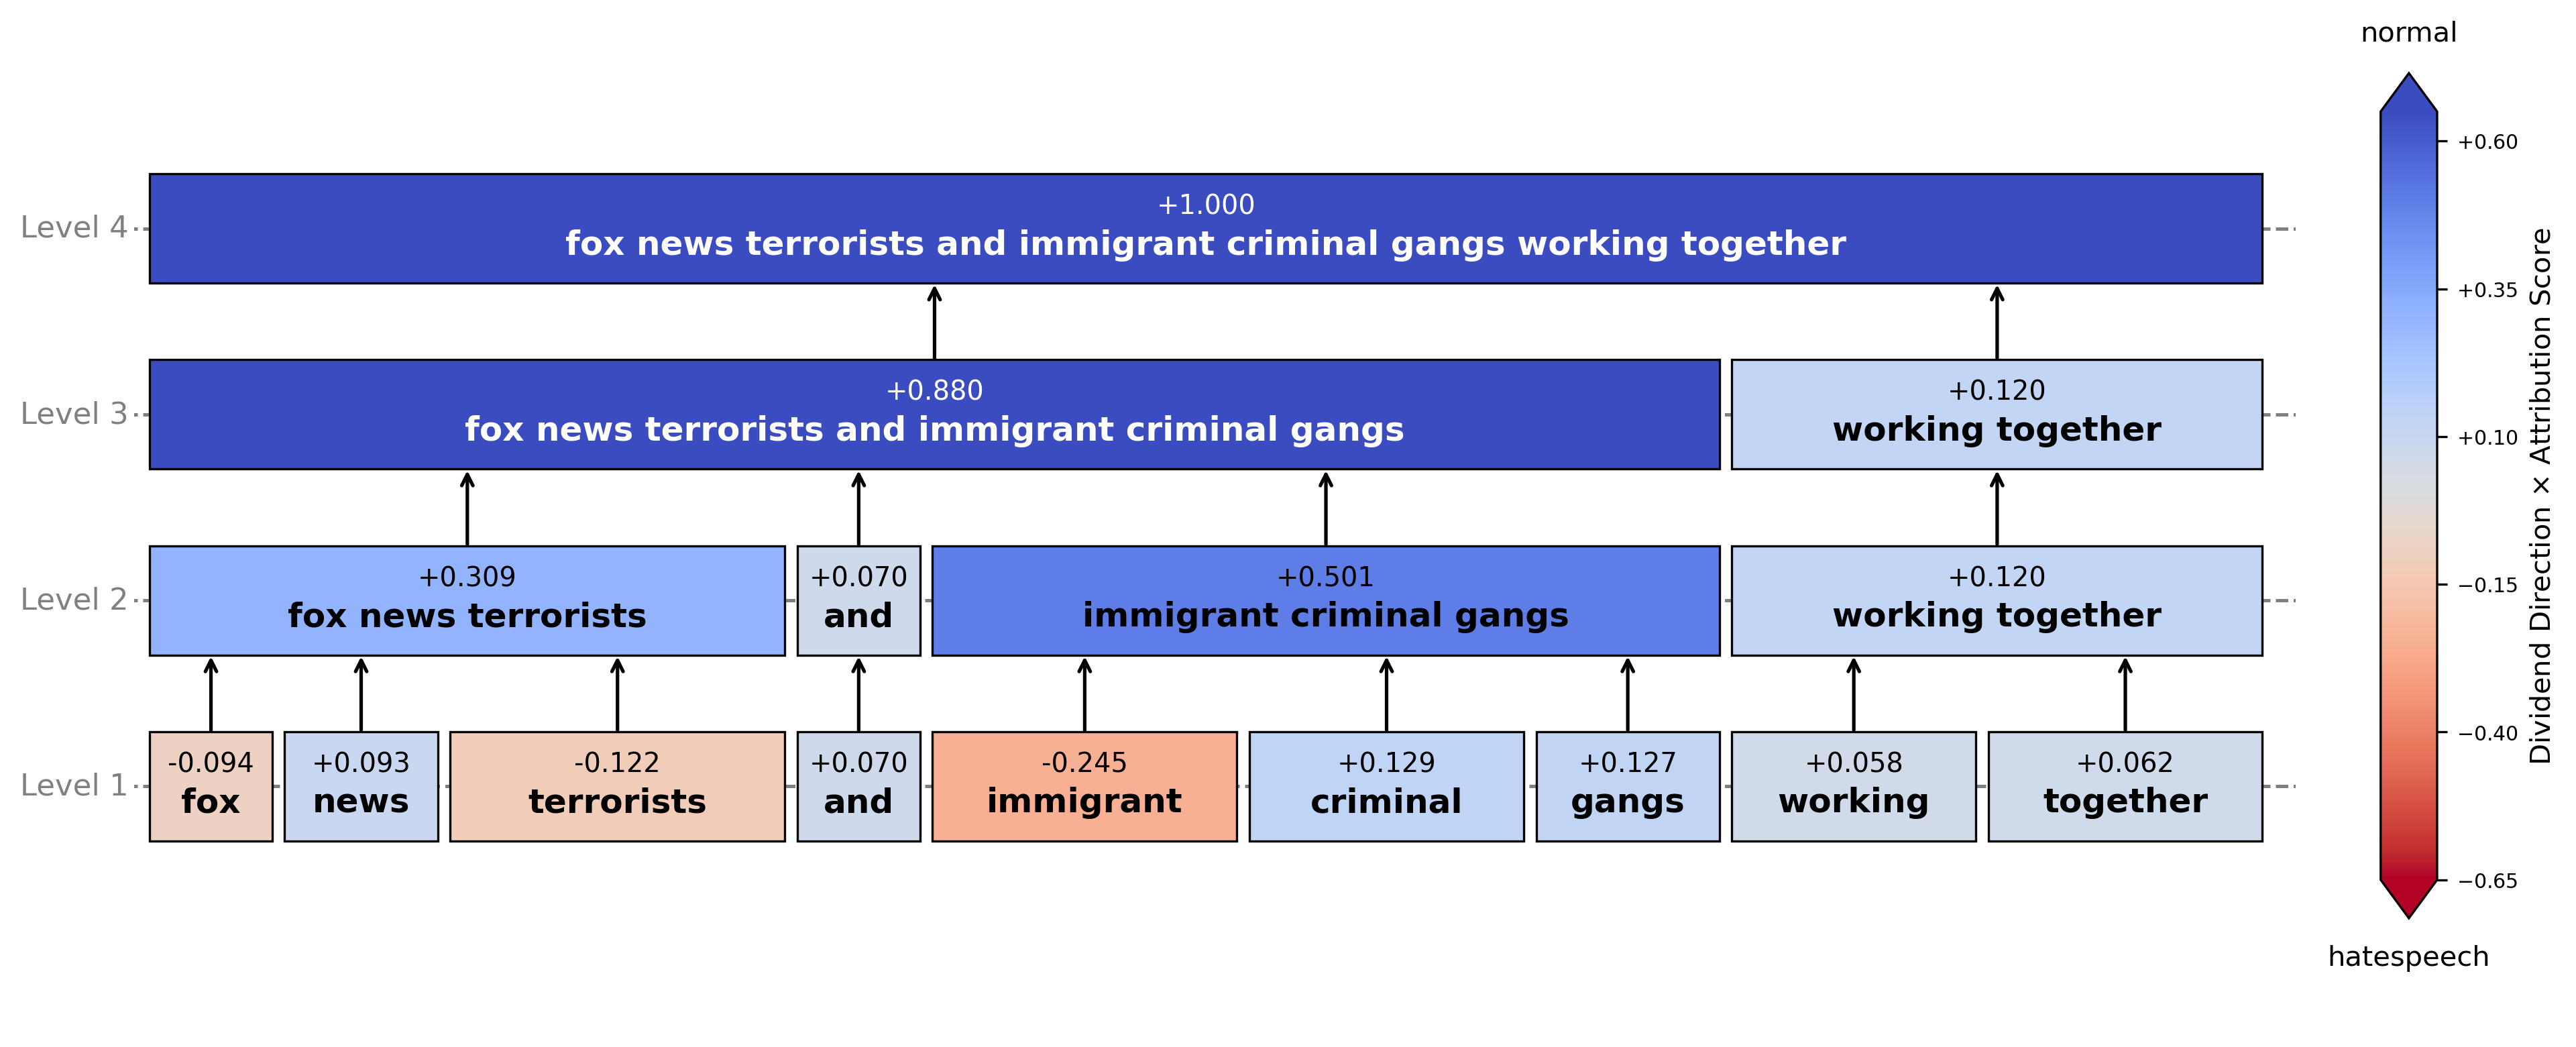 normal
Level 4
+1.000
fox news terrorists and immigrant criminal gangs working together
Level 3
+0.880
fox news terrorists and immigrant criminal gangs
+0.120
working together
Level 2
+0.309
fox news terrorists
+0.070
and
+0.501
immigrant criminal gangs
+0.120
working together
Level 1
-0.094
fox
+0.093
news
-0.122
terrorists
+0.070
and
-0.245
immigrant
+0.129
criminal
+0.127
gangs
+0.058
working
+0.062
together
+0.60
+0.35
+0.10
−0.15
−0.40
−0.65
Dividend Direction × Attribution Score
hatespeech